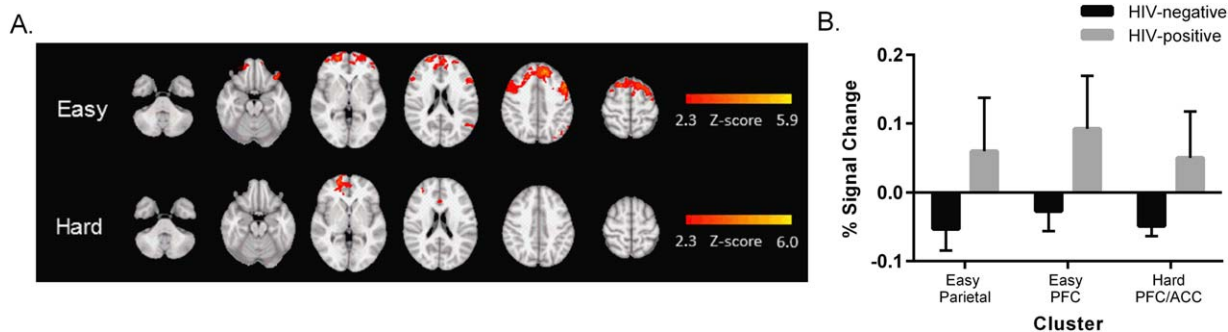 A.
Easy
2.3 Z-score 5.9
Hard
2.3 Z-score 6.0
B.
HIV-negative
HIV-positive
% Signal Change
0.2
0.1
0.0
-0.1
Easy
Parietal
Easy
PFC
Hard
PFC/ACC
Cluster